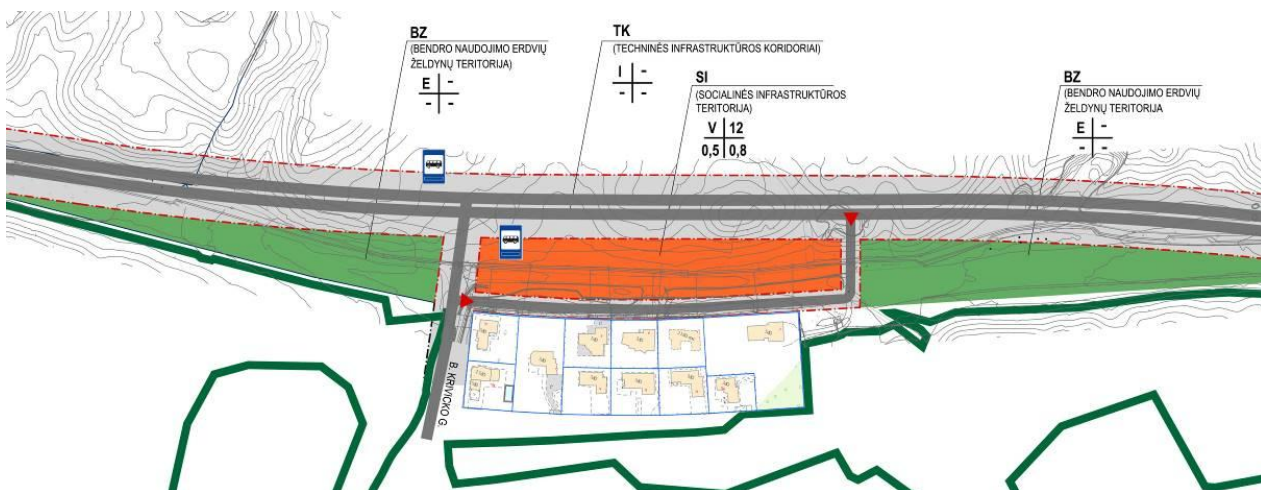 BZ
(BENDRO NAUDOJIMO ERDVIŲ
ŽELDYNŲ TERITORIJA)
E -
- -
TK
(TECHNINĖS INFRASTRUKTŪROS KORIDORIAI)
I -
- -
SI
(SOCIALINĖS INFRASTRUKTŪROS
TERITORIJA)
V 12
0,5 0,8
BZ
(BENDRO NAUDOJIMO ERDVIŲ
ŽELDYNŲ TERITORIJA
E -
- -
B. KRIVICKO G.